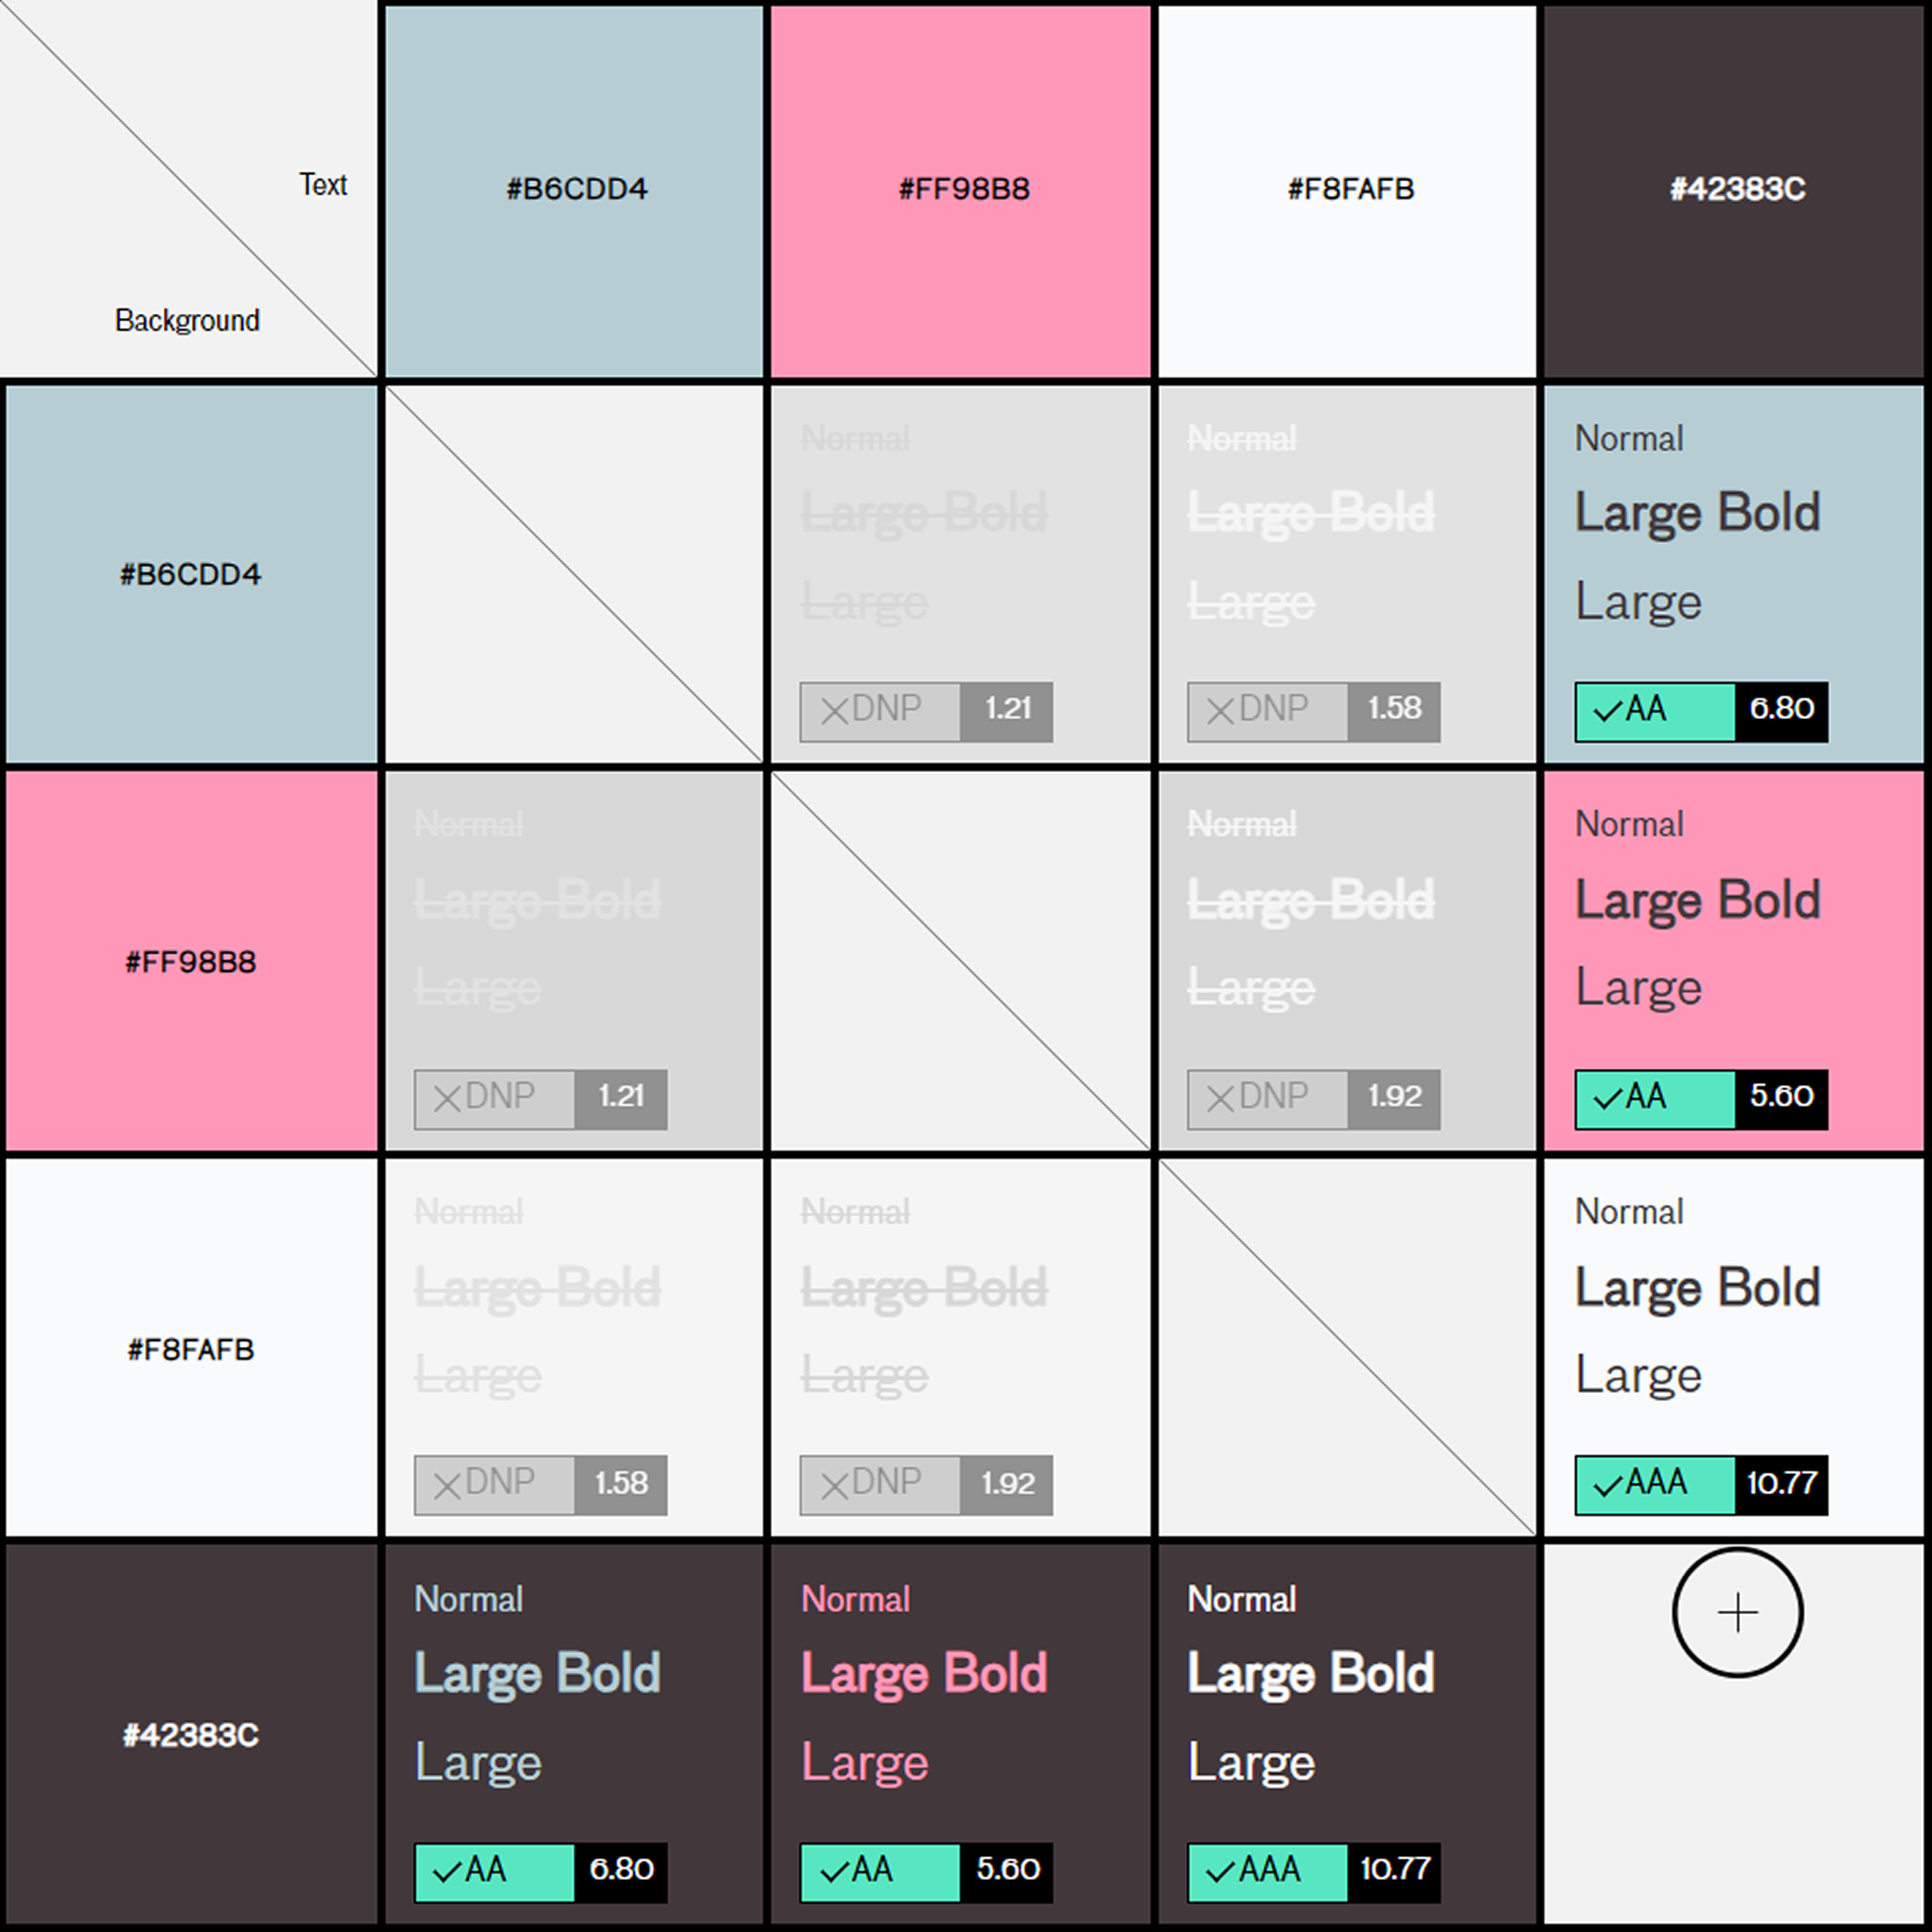 Text
Background
#B6CDD4
#FF98B8
#F8FAFB
#42383C
#B6CDD4
Normal
Large Bold
Large
DNP 1.21
Normal
Large Bold
Large
DNP 1.58
Normal
Large Bold
Large
AA 6.80
#FF98B8
Normal
Large Bold
Large
DNP 1.21
Normal
Large Bold
Large
DNP 1.92
Normal
Large Bold
Large
AA 5.60
#F8FAFB
Normal
Large Bold
Large
DNP 1.58
Normal
Large Bold
Large
DNP 1.92
Normal
Large Bold
Large
AAA 10.77
#42383C
Normal
Large Bold
Large
AA 6.80
Normal
Large Bold
Large
AA 5.60
Normal
Large Bold
Large
AAA 10.77